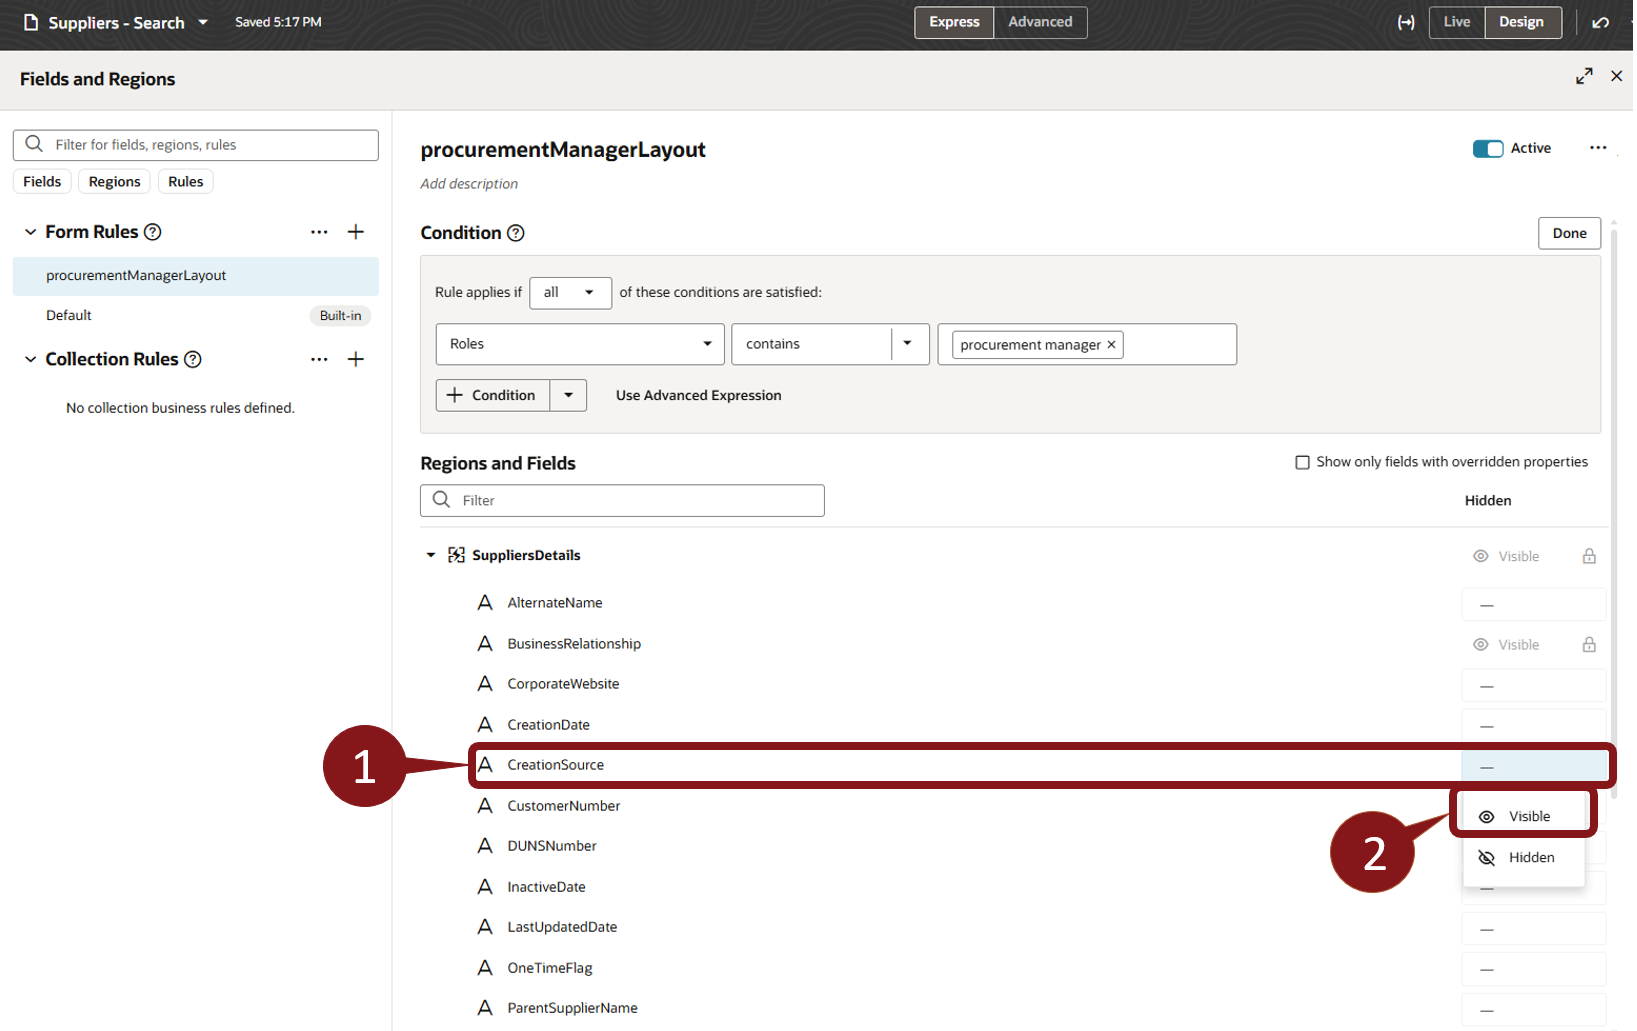 Suppliers - Search
Saved 5:17 PM
Express
Advanced
Live
Design
Fields and Regions
Filter for fields, regions, rules
Fields
Regions
Rules
Form Rules
procurementManagerLayout
Default
Built-in
Collection Rules
No collection business rules defined.
procurementManagerLayout
Active
Add description
Condition
Done
Rule applies if all of these conditions are satisfied:
Roles
contains
procurement manager
Condition
Use Advanced Expression
Regions and Fields
Show only fields with overridden properties
Filter
Hidden
SuppliersDetails
Visible
AlternateName
—
BusinessRelationship
Visible
CorporateWebsite
—
CreationDate
—
1
CreationSource
—
CustomerNumber
Visible
2
DUNSNumber
Hidden
InactiveDate
—
LastUpdatedDate
—
OneTimeFlag
—
ParentSupplierName
—